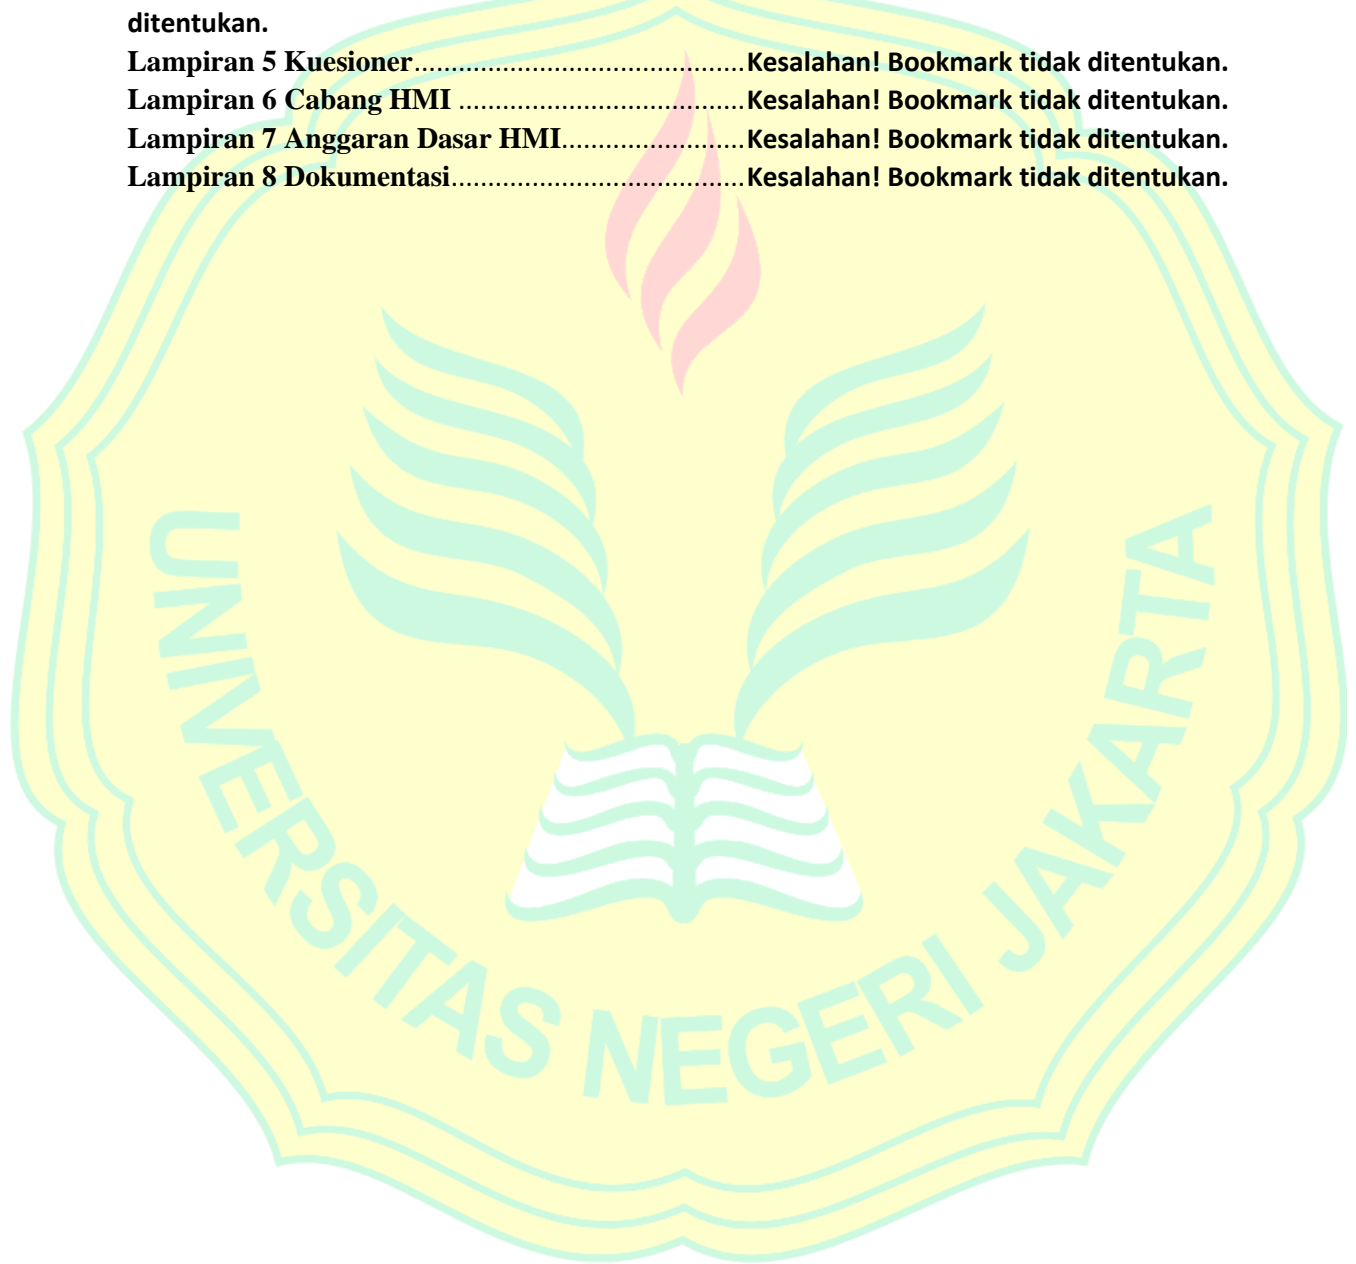 ditentukan.
Lampiran 5 Kuesioner............................................Kesalahan! Bookmark tidak ditentukan.
Lampiran 6 Cabang HMI ......................................Kesalahan! Bookmark tidak ditentukan.
Lampiran 7 Anggaran Dasar HMI........................Kesalahan! Bookmark tidak ditentukan.
Lampiran 8 Dokumentasi.......................................Kesalahan! Bookmark tidak ditentukan.
UNIVERSITAS NEGERI JAKARTA